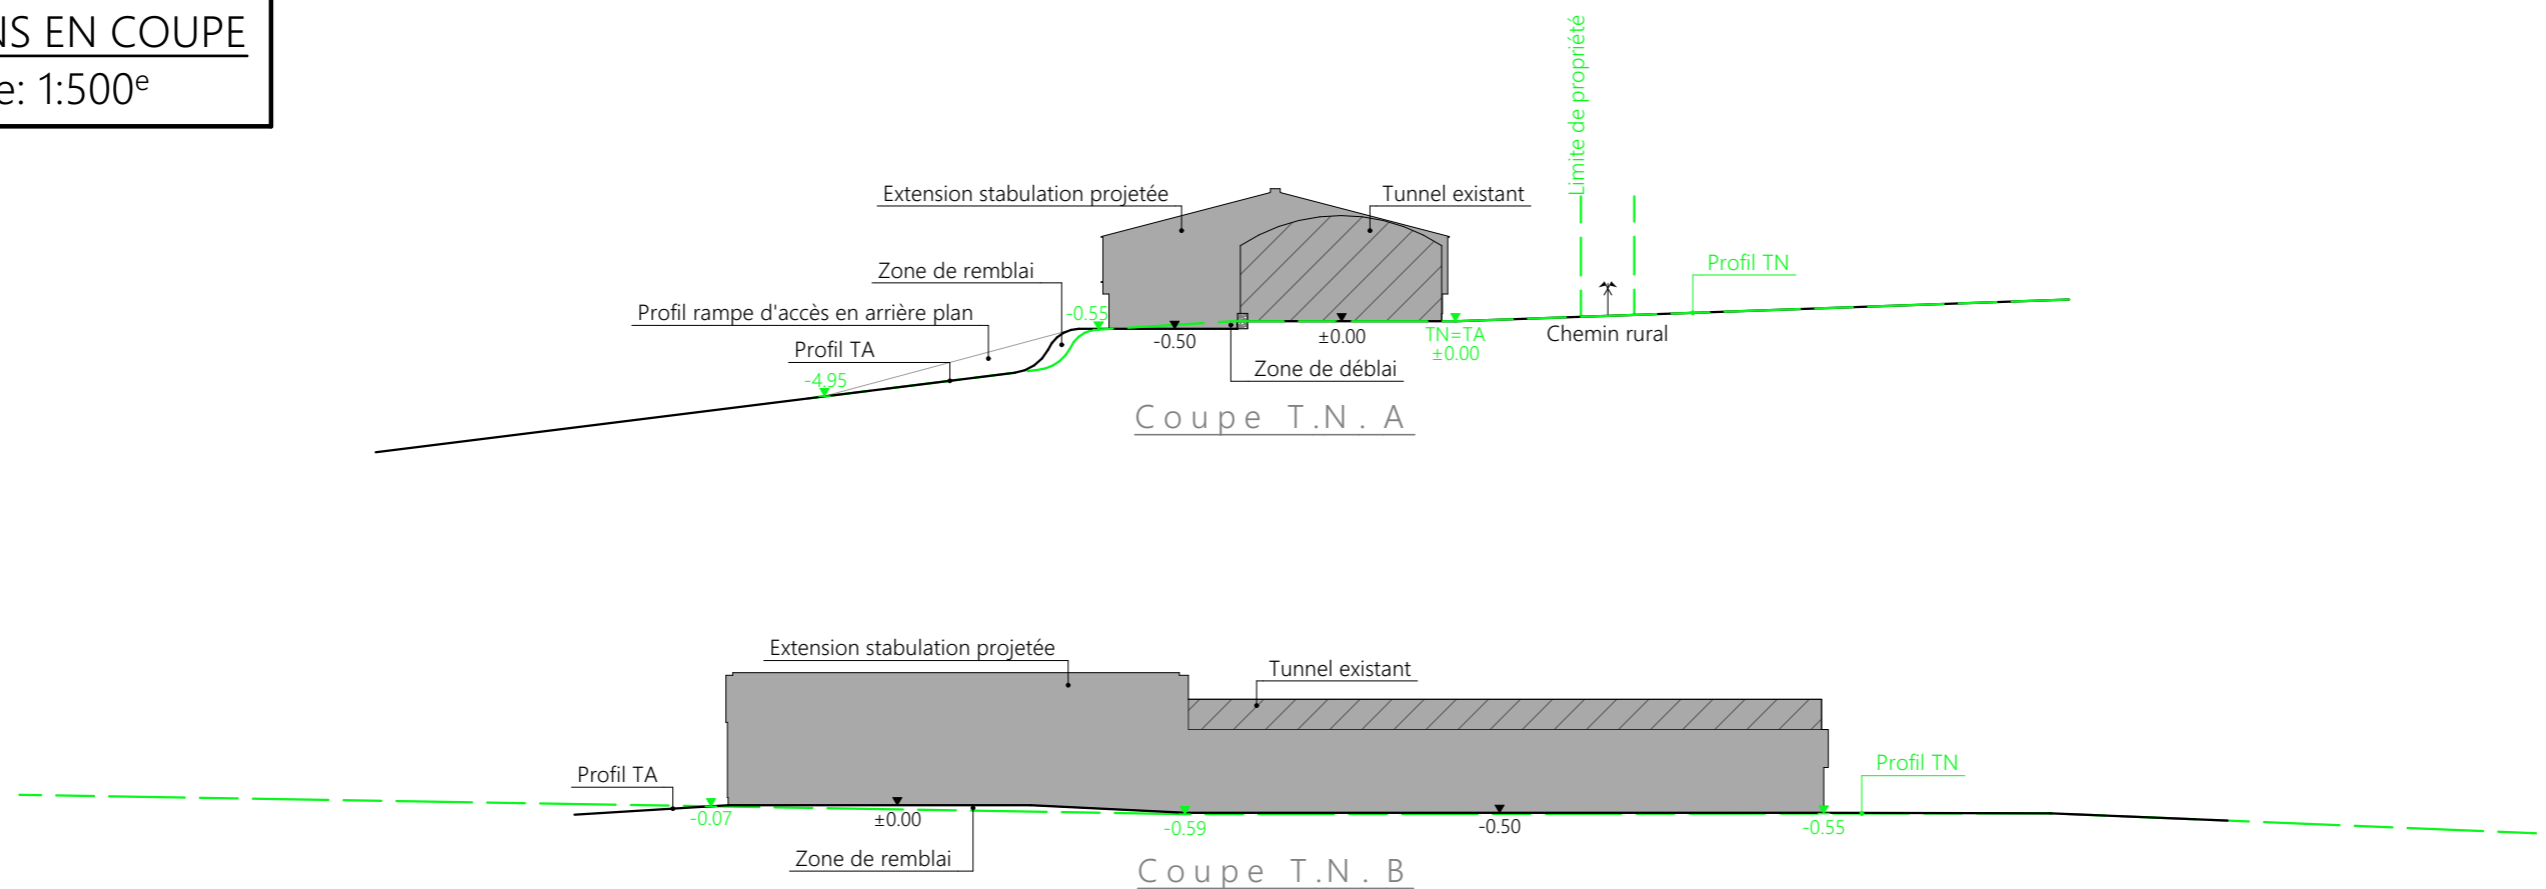 NS EN COUPE
e: 1:500ᵉ
Limite de propriété
Extension stabulation projetée
Tunnel existant
Zone de remblai
Profil TN
Profil rampe d'accès en arrière plan
-0.55
Profil TA
-0.50
±0.00
TN=TA
±0.00
Chemin rural
-4.95
Zone de déblai
Coupe T.N. A
Extension stabulation projetée
Tunnel existant
Profil TA
Profil TN
-0.07
±0.00
-0.59
-0.50
-0.55
Zone de remblai
Coupe T.N. B